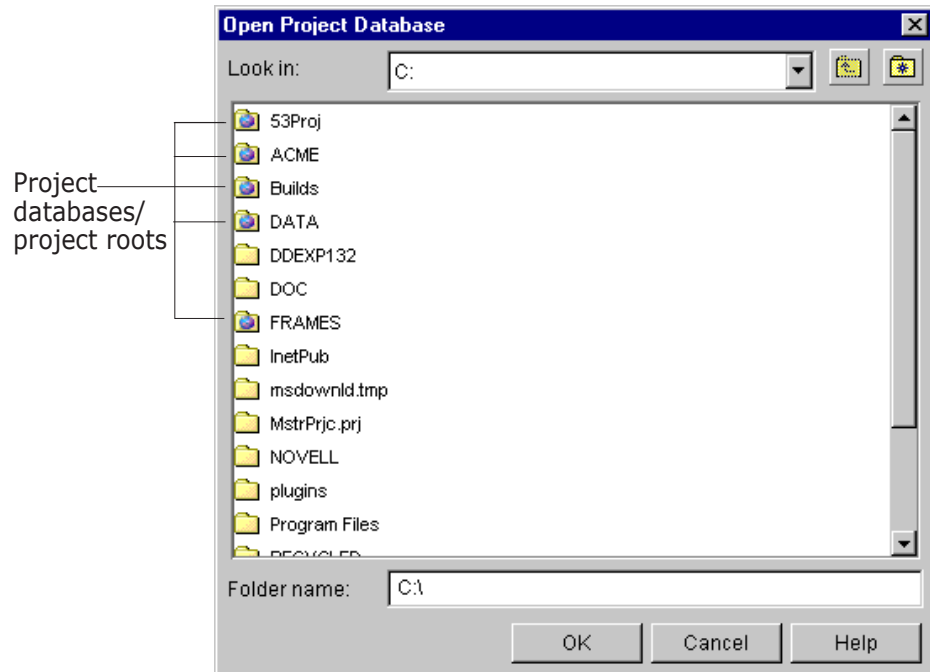 Open Project Database
Look in:
C:
53Proj
ACME
Builds
DATA
DDEXP132
DOC
FRAMES
InetPub
msdownld.tmp
MstrPrjc.prj
NOVELL
plugins
Program Files
RECYCLED
Folder name:
C:\
OK
Cancel
Help
Project
databases/
project roots